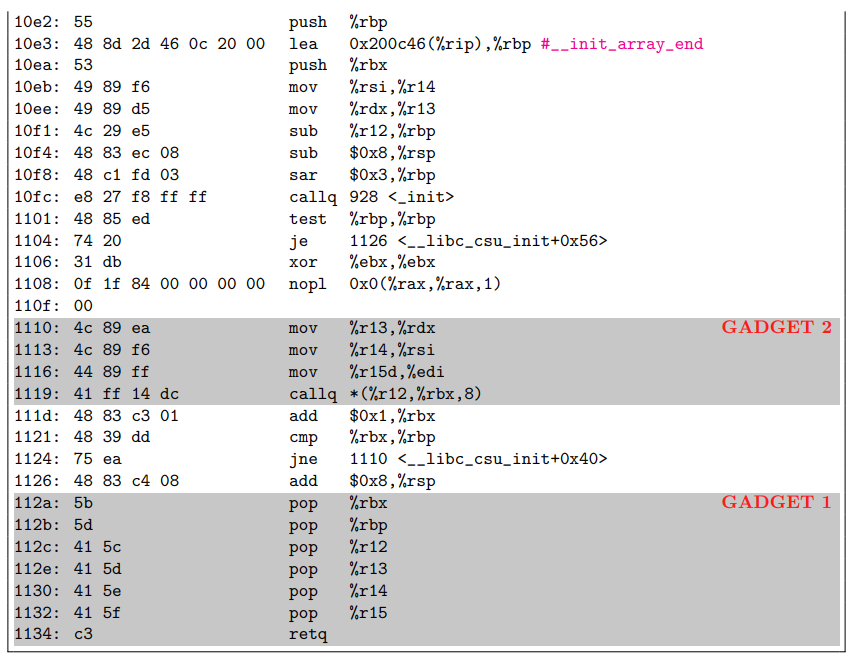 10e2: 55 push %rbp
10e3: 48 8d 2d 46 0c 20 00 lea 0x200c46(%rip),%rbp #__init_array_end
10ea: 53 push %rbx
10eb: 49 89 f6 mov %rsi,%r14
10ee: 49 89 d5 mov %rdx,%r13
10f1: 4c 29 e5 sub %r12,%rbp
10f4: 48 83 ec 08 sub $0x8,%rsp
10f8: 48 c1 fd 03 sar $0x3,%rbp
10fc: e8 27 f8 ff ff callq 928 <_init>
1101: 48 85 ed test %rbp,%rbp
1104: 74 20 je 1126 <__libc_csu_init+0x56>
1106: 31 db xor %ebx,%ebx
1108: 0f 1f 84 00 00 00 00 nopl 0x0(%rax,%rax,1)
110f: 00
1110: 4c 89 ea mov %r13,%rdx GADGET 2
1113: 4c 89 f6 mov %r14,%rsi
1116: 44 89 ff mov %r15d,%edi
1119: 41 ff 14 dc callq *(%r12,%rbx,8)
111d: 48 83 c3 01 add $0x1,%rbx
1121: 48 39 dd cmp %rbx,%rbp
1124: 75 ea jne 1110 <__libc_csu_init+0x40>
1126: 48 83 c4 08 add $0x8,%rsp
112a: 5b pop %rbx GADGET 1
112b: 5d pop %rbp
112c: 41 5c pop %r12
112e: 41 5d pop %r13
1130: 41 5e pop %r14
1132: 41 5f pop %r15
1134: c3 retq